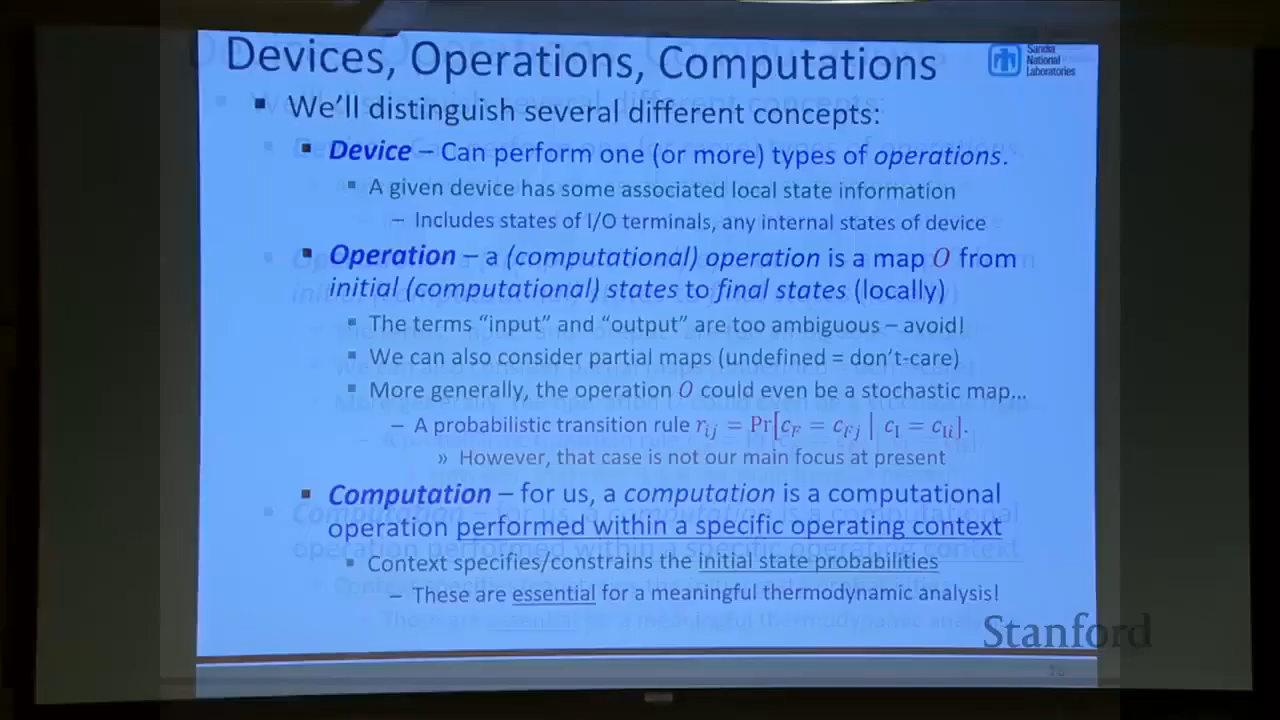 Devices, Operations, Computations
Sandia
National
Laboratories
▪ We'll distinguish several different concepts:
▪ Device – Can perform one (or more) types of operations.
▪ A given device has some associated local state information
– Includes states of I/O terminals, any internal states of device
▪ Operation – a (computational) operation is a map O from
initial (computational) states to final states (locally)
▪ The terms "input" and "output" are too ambiguous – avoid!
▪ We can also consider partial maps (undefined = don't-care)
▪ More generally, the operation O could even be a stochastic map…
– A probabilistic transition rule r_ij = Pr[c_F = c_Fj | c_I = c_Ii].
» However, that case is not our main focus at present
▪ Computation – for us, a computation is a computational
operation performed within a specific operating context
▪ Context specifies/constrains the initial state probabilities
– These are essential for a meaningful thermodynamic analysis!
Stanford